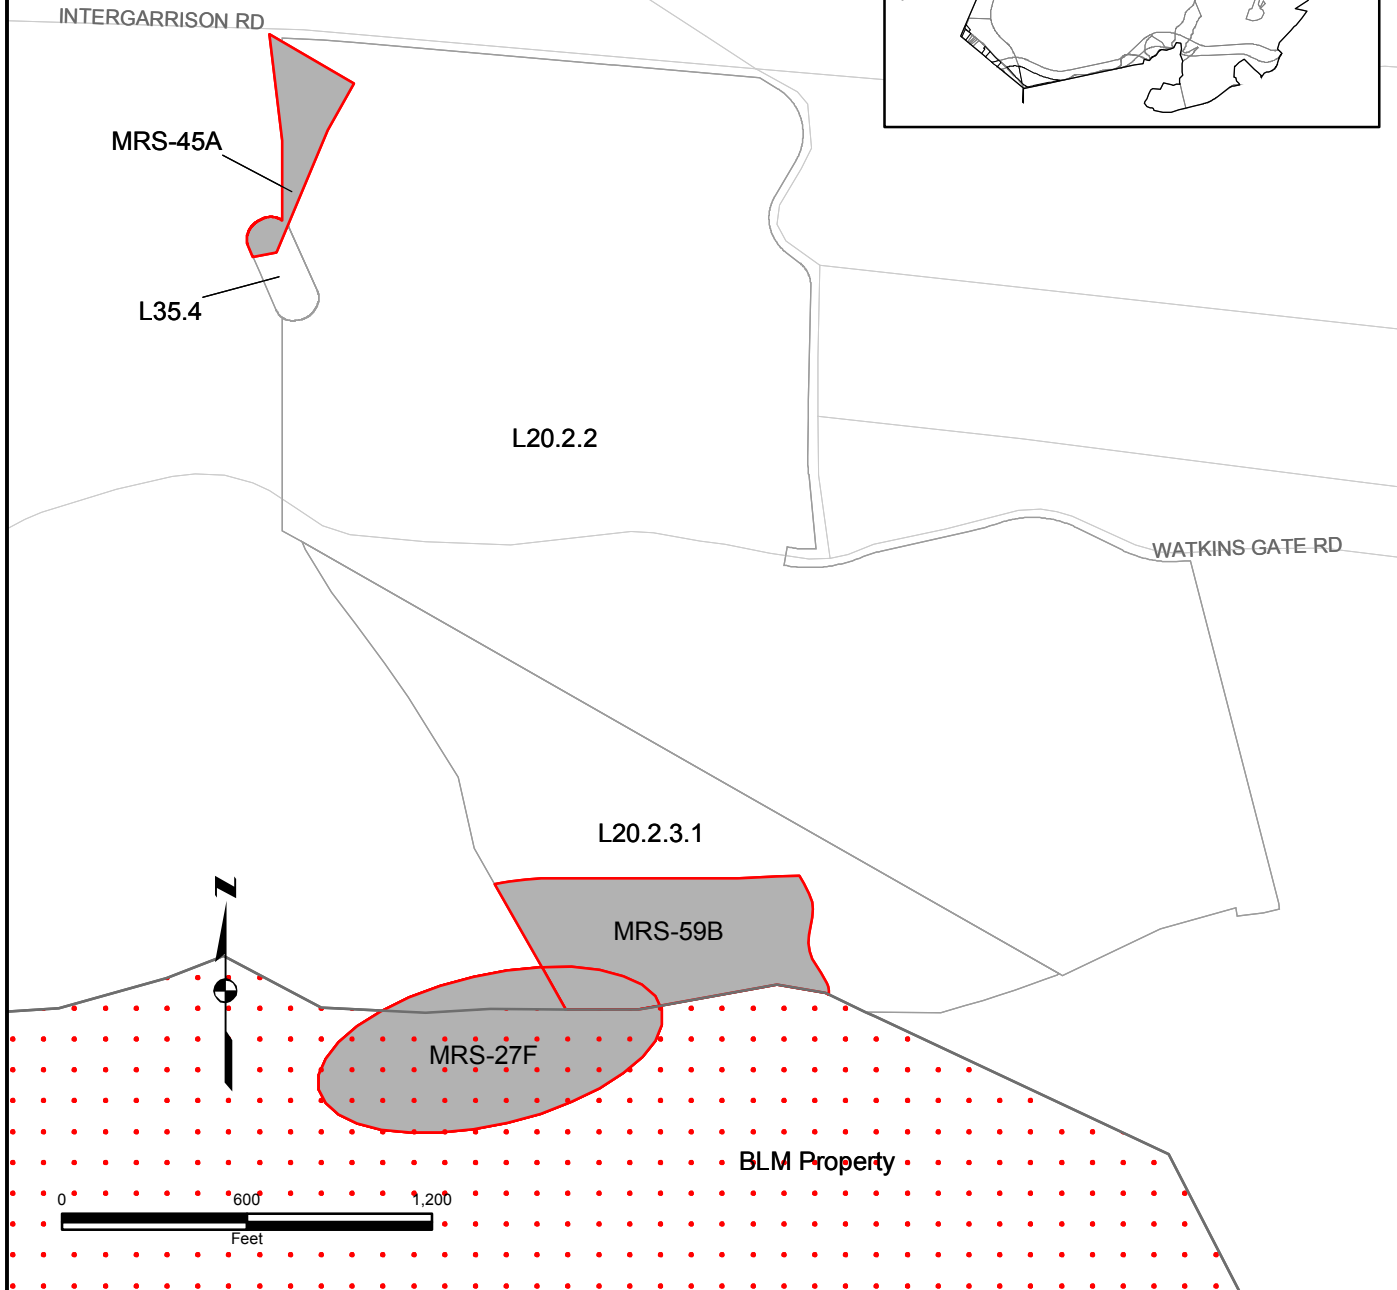 INTERGARRISON RD
MRS-45A
L35.4
L20.2.2
WATKINS GATE RD
L20.2.3.1
MRS-59B
N
MRS-27F
BLM Property
0 600 1,200
Feet